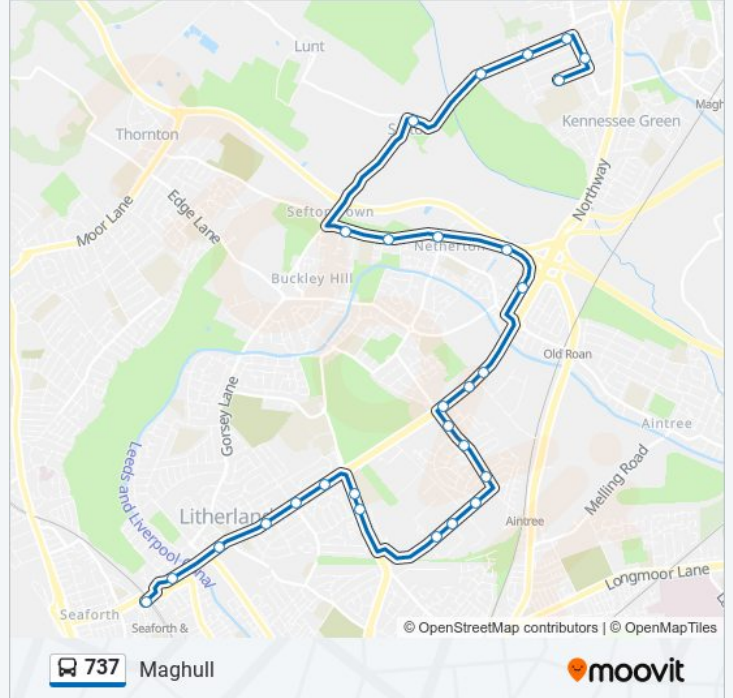 Lunt
Thornton
Kennessee Green
Magh
Moor Lane
Edge Lane
Northway
Sefton Town
Netherton
Buckley Hill
Old Roan
Gorsey Lane
Aintree
Melling Road
Leeds and Liverpool Canal
Litherland
Aintree
Longmoor Lane
Seaforth
Seaforth &
© OpenStreetMap contributors | © OpenMapTiles
737 Maghull
moovit